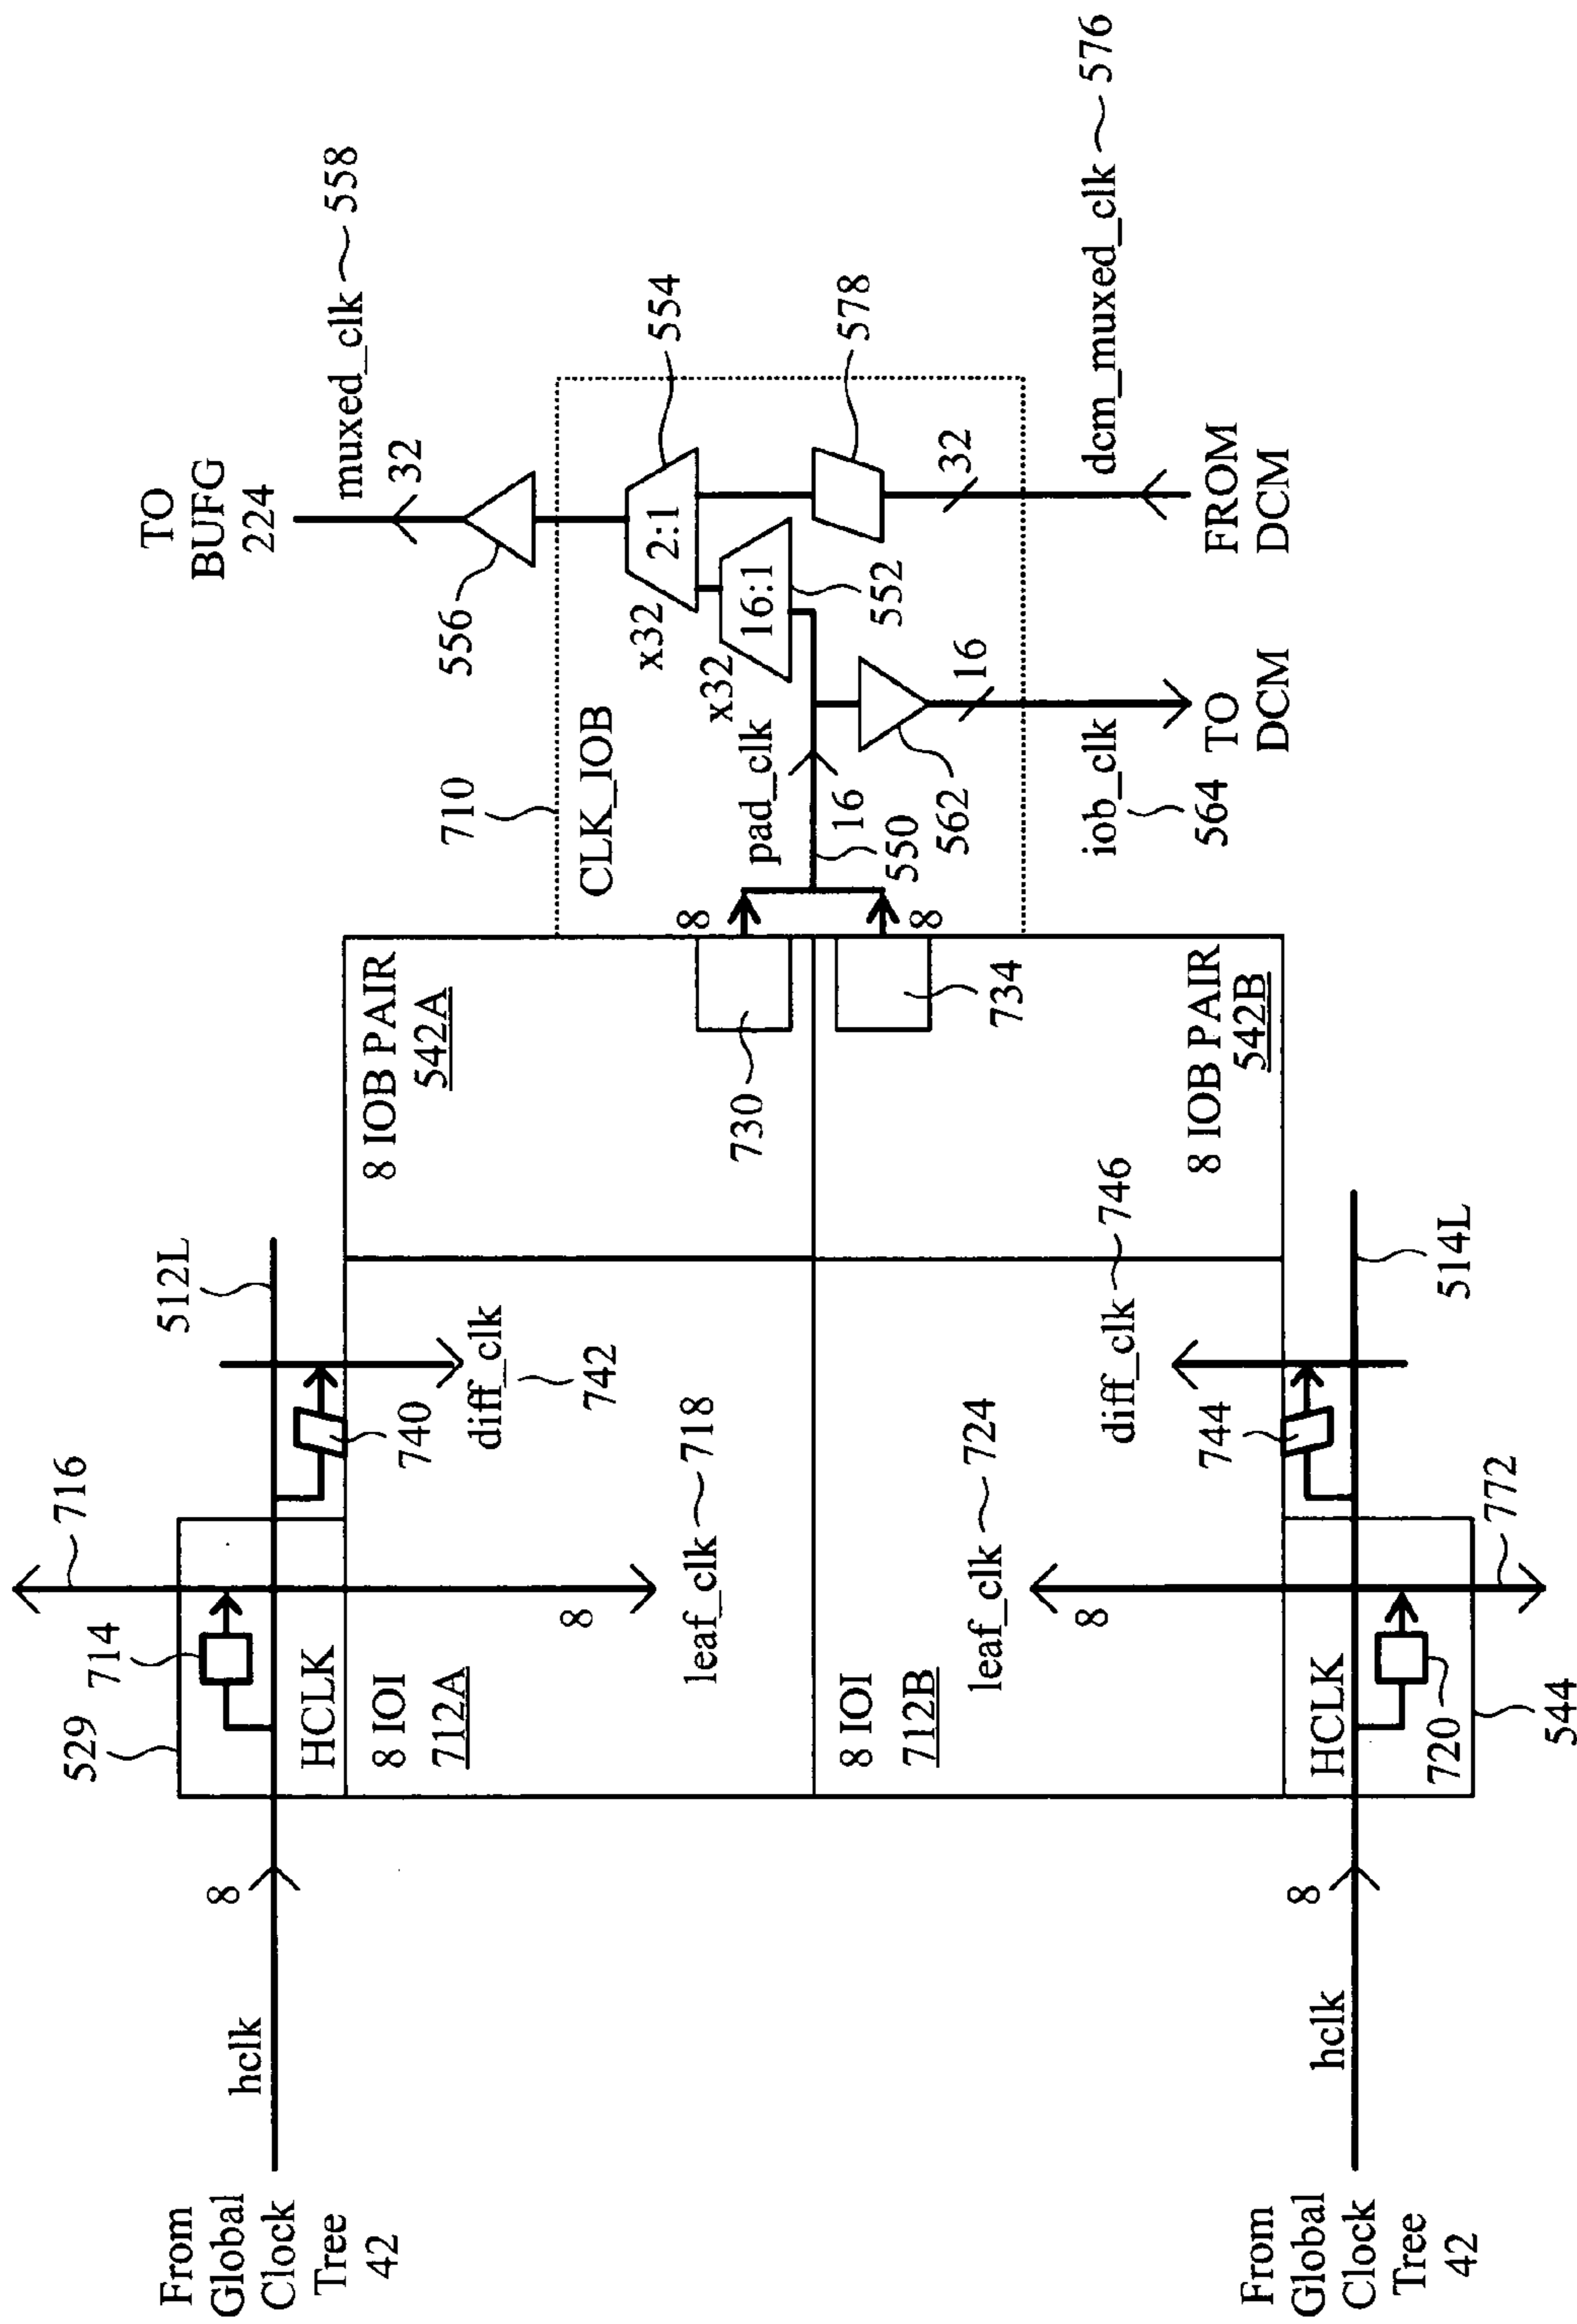 TO
BUFG
224
muxed_clk 558
32
556
554
2:1
x32
16:1
x32
552
578
32
dcm_muxed_clk 576
FROM
DCM
710
CLK_IOB
pad_clk
16
550
562
16
iob_clk
564
TO
DCM
8
8
8 IOB PAIR
542A
730
734
8 IOB PAIR
542B
512L
740
diff_clk
742
diff_clk 746
744
514L
716
529
714
HCLK
8
leaf_clk 718
8 IOI
712A
8 IOI
712B
leaf_clk 724
8
HCLK
720
772
544
8
hclk
From
Global
Clock
Tree
42
8
hclk
From
Global
Clock
Tree
42